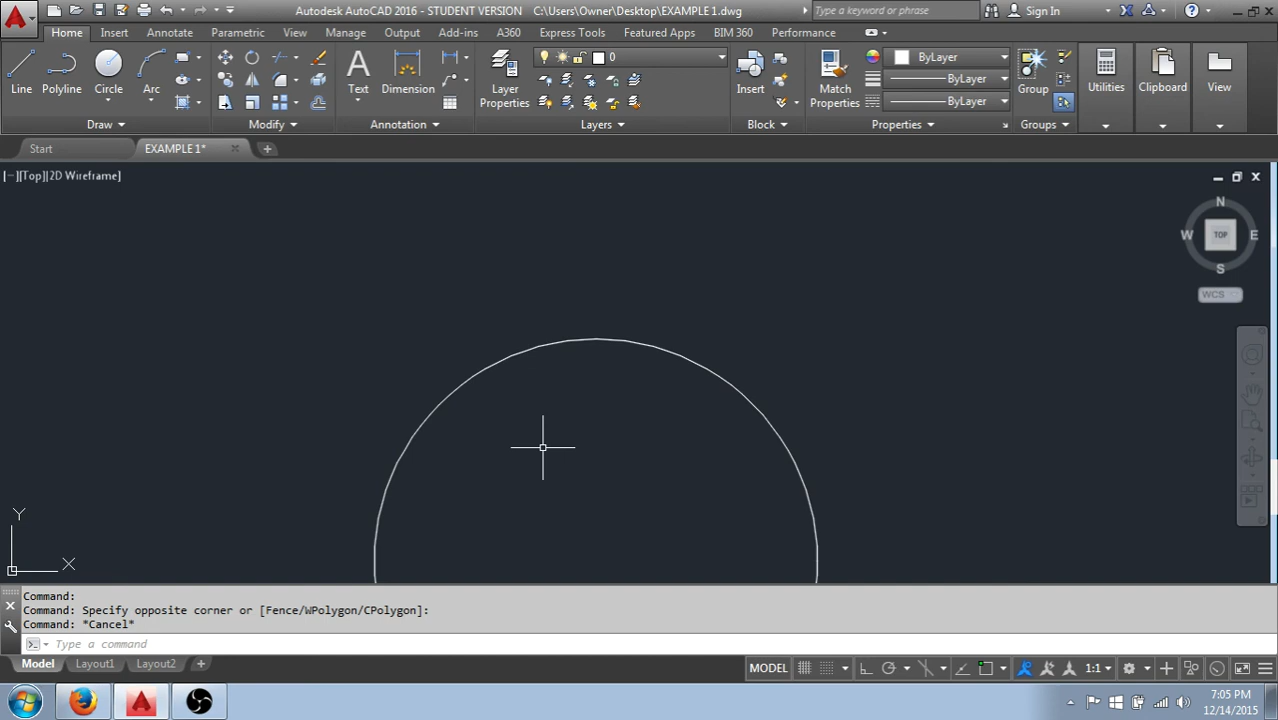 Autodesk AutoCAD 2016 - STUDENT VERSION C:\Users\Owner\Desktop\EXAMPLE 1.dwg
Type a keyword or phrase
Sign In
Home Insert Annotate Parametric View Manage Output Add-ins A360 Express Tools Featured Apps BIM 360 Performance
Line Polyline Circle Arc
Text Dimension
Layer Properties
0
Insert
Match Properties
ByLayer
ByLayer
ByLayer
Group
Utilities Clipboard View
Draw Modify Annotation Layers Block Properties Groups
Start EXAMPLE 1*
[−][Top][2D Wireframe]
N
W TOP E
S
WCS
Y
X
Command:
Command: Specify opposite corner or [Fence/WPolygon/CPolygon]:
Command: *Cancel*
Type a command
Model Layout1 Layout2
MODEL 1:1
7:05 PM
12/14/2015